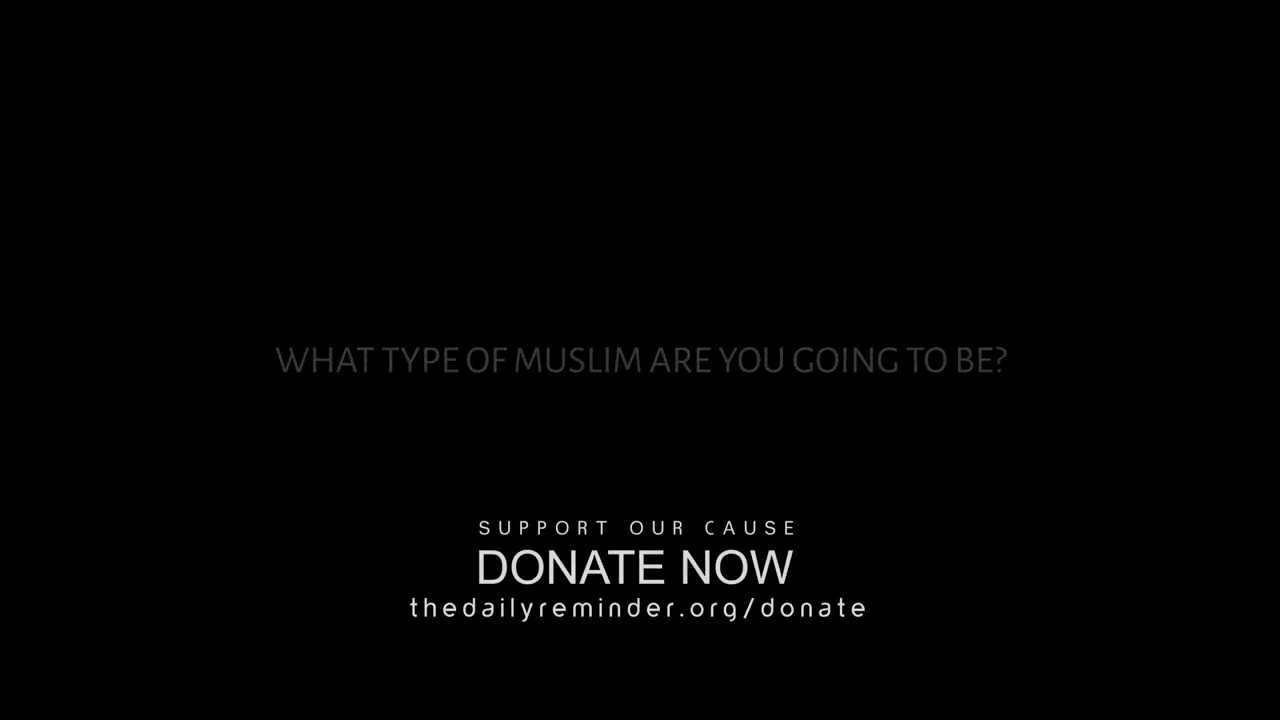 WHAT TYPE OF MUSLIM ARE YOU GOING TO BE?
SUPPORT OUR CAUSE
DONATE NOW
thedailyreminder.org/donate